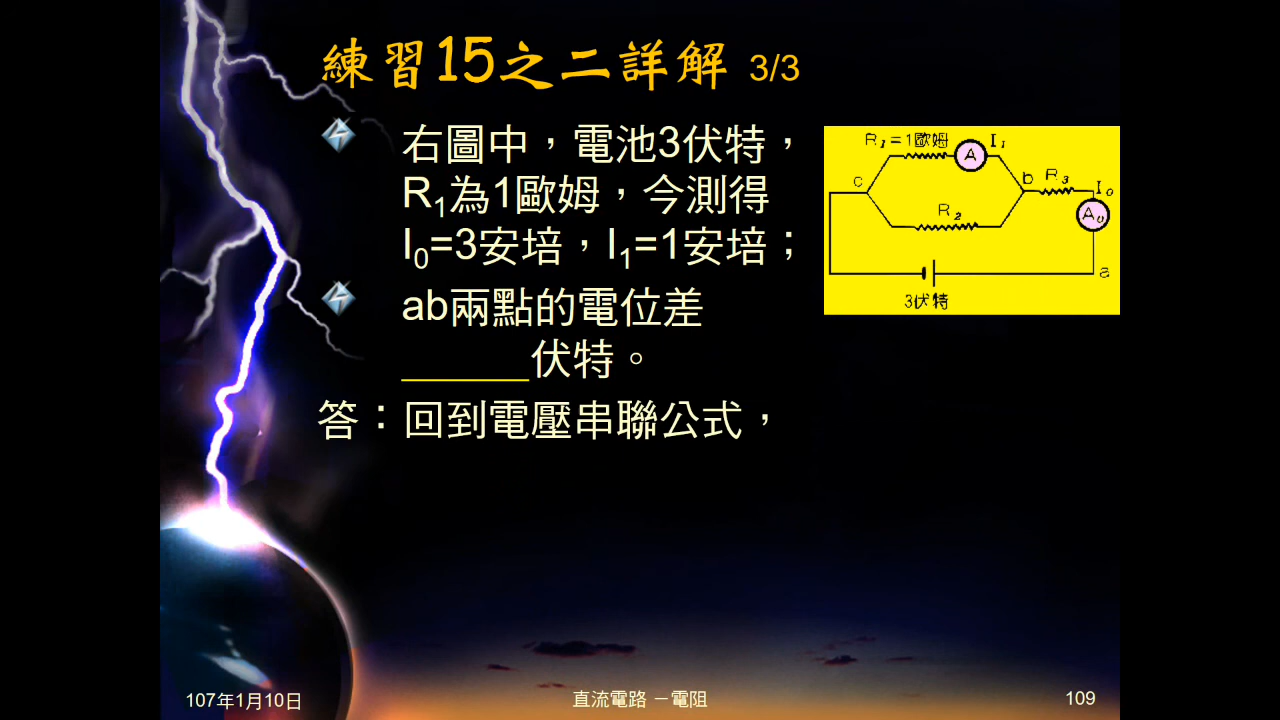 練習15之二詳解 3/3
右圖中，電池3伏特，
R1為1歐姆，今測得
I0=3安培，I1=1安培；
ab兩點的電位差
______伏特。
答：回到電壓串聯公式，
R1=1歐姆 I1
A
c
b R3
I0
R2
A0
a
3伏特
107年1月10日
直流電路 －電阻
109